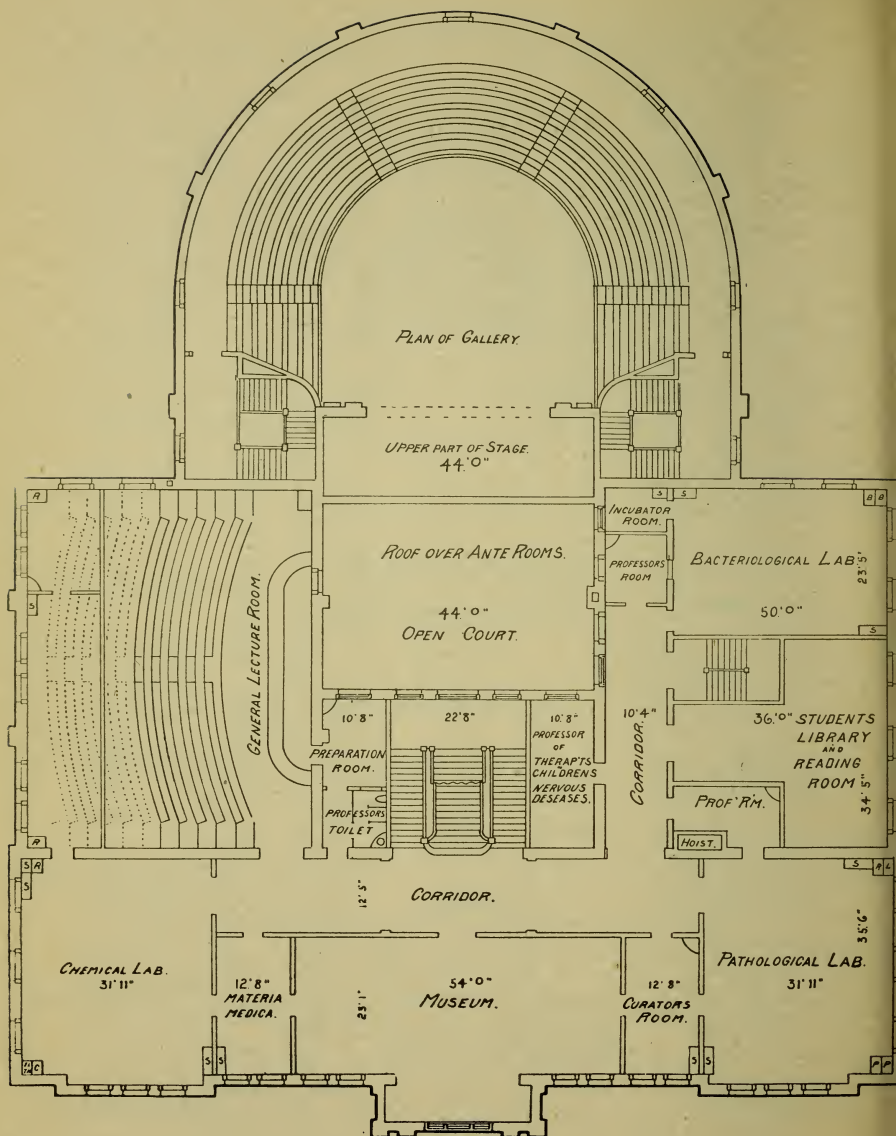 PLAN OF GALLERY
UPPER PART OF STAGE.
44.'0"
R
S
S
INCUBATOR
ROOM.
B B
ROOF OVER ANTE ROOMS.
PROFESSORS
ROOM
BACTERIOLOGICAL LAB.
23.'5"
S
44.'0"
OPEN COURT.
50.'0"
S
GENERAL LECTURE ROOM.
10'8"
22'8"
10.'8"
PROFESSOR
OF
THERAP'TS
CHILDRENS
NERVOUS
DESEASES.
10'4"
CORRIDOR.
36.'0" STUDENTS
LIBRARY
AND
READING
ROOM
34.'5"
PREPARATION
ROOM.
PROFESSORS
TOILET
PROF'R'M.
HOIST.
R
S R
S
S
R L
CORRIDOR.
12.'5"
35.'6"
CHEMICAL LAB.
31'11"
12.'8"
MATERIA
MEDICA.
23.'1"
54.'0"
MUSEUM.
12.'8"
CURATORS
ROOM.
PATHOLOGICAL LAB.
31'11"
C
S S
S S
P P